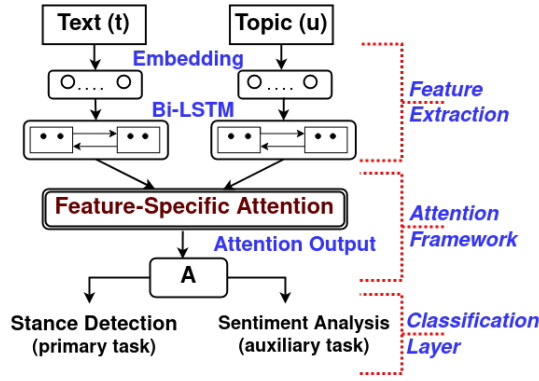 Text (t)
Topic (u)
Embedding
Bi-LSTM
Feature
Extraction
Feature-Specific Attention
Attention Output
Attention
Framework
A
Stance Detection
(primary task)
Sentiment Analysis
(auxiliary task)
Classification
Layer